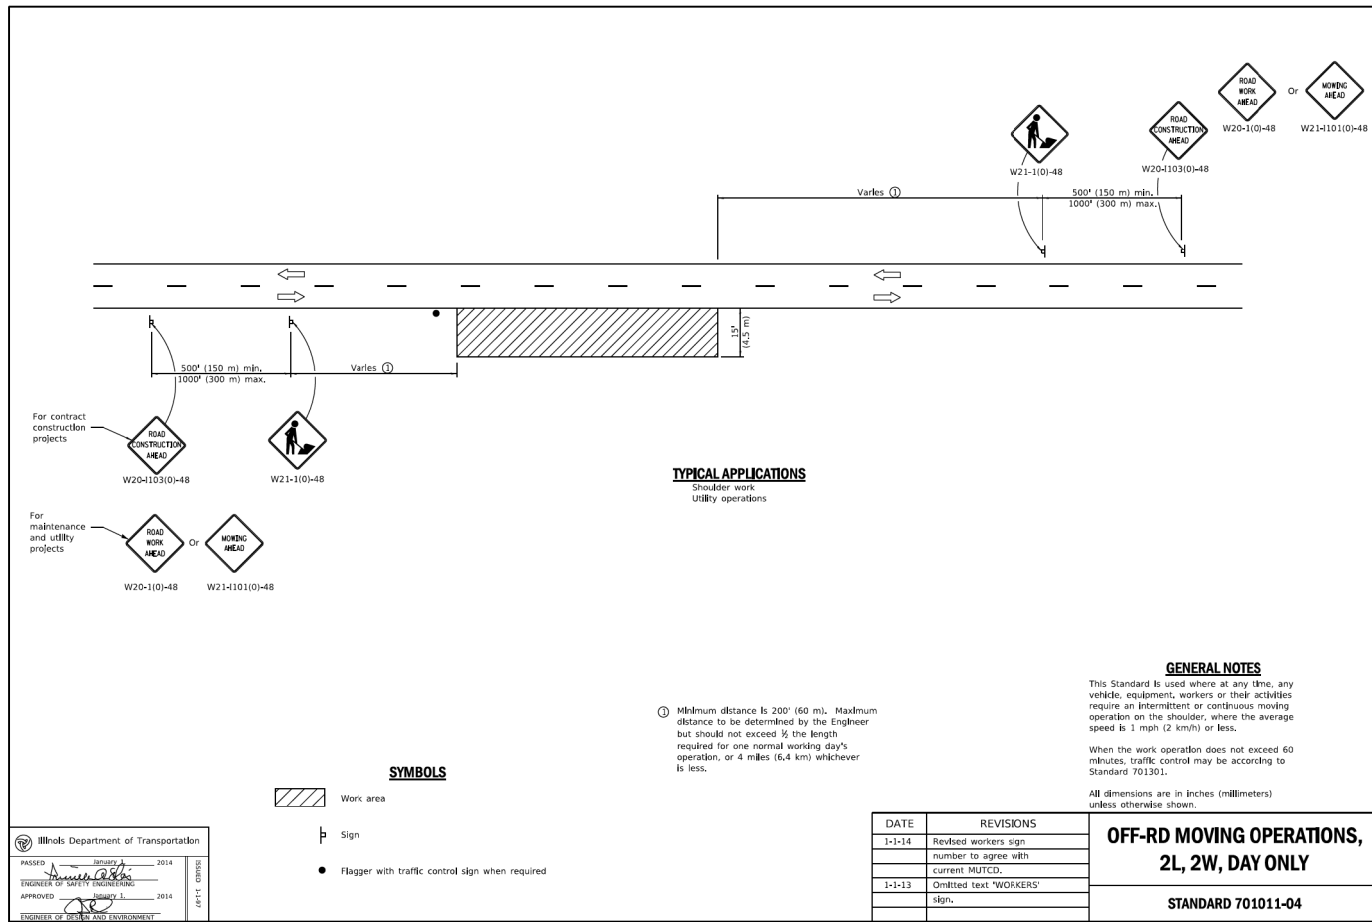 ROAD
WORK
AHEAD
W20-1(O)-48
Or
MOWING
AHEAD
W21-I101(O)-48
W21-1(O)-48
ROAD
CONSTRUCTION
AHEAD
W20-I103(O)-48
Varies ①
500' (150 m) min.
1000' (300 m) max.
15'
(4.5 m)
500' (150 m) min.
1000' (300 m) max.
Varies ①
For contract
construction
projects
ROAD
CONSTRUCTION
AHEAD
W20-I103(O)-48
W21-1(O)-48
For
maintenance
and utility
projects
ROAD
WORK
AHEAD
Or
MOWING
AHEAD
W20-1(O)-48
W21-I101(O)-48
TYPICAL APPLICATIONS
Shoulder work
Utility operations
① Minimum distance is 200' (60 m). Maximum
distance to be determined by the Engineer
but should not exceed ½ the length
required for one normal working day's
operation, or 4 miles (6.4 km) whichever
is less.
GENERAL NOTES
This Standard is used where at any time, any
vehicle, equipment, workers or their activities
require an intermittent or continuous moving
operation on the shoulder, where the average
speed is 1 mph (2 km/h) or less.
When the work operation does not exceed 60
minutes, traffic control may be according to
Standard 701301.
All dimensions are in inches (millimeters)
unless otherwise shown.
SYMBOLS
Work area
Sign
Flagger with traffic control sign when required
Illinois Department of Transportation
PASSED January 1, 2014
ENGINEER OF SAFETY ENGINEERING
APPROVED January 1, 2014
ENGINEER OF DESIGN AND ENVIRONMENT
ISSUED 1-1-97
DATE REVISIONS
1-1-14 Revised workers sign
number to agree with
current MUTCD.
1-1-13 Omitted text 'WORKERS'
sign.
OFF-RD MOVING OPERATIONS,
2L, 2W, DAY ONLY
STANDARD 701011-04